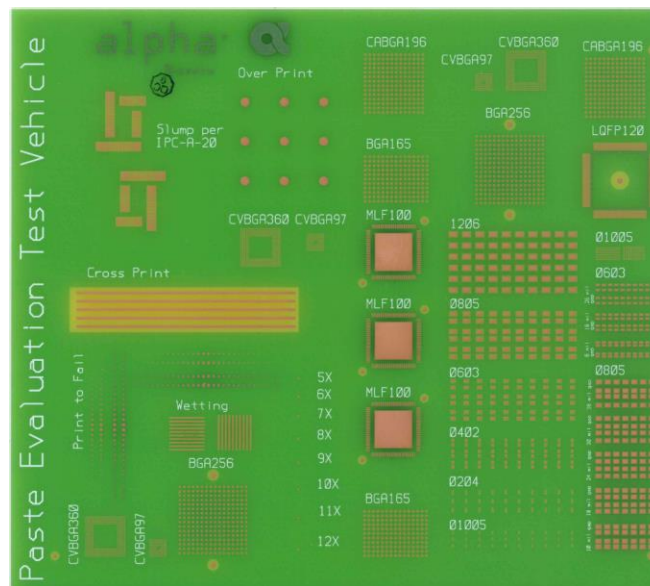 Paste Evaluation Test Vehicle
alpha
Over Print
Slump per
IPC-A-20
CABGA196
CVBGA97
CVBGA360
CABGA196
BGA256
LQFP120
BGA165
CVBGA360
CVBGA97
MLF100
1206
01005
0603
Cross Print
MLF100
0805
Print to Fail
5X
6X
7X
8X
9X
10X
11X
12X
Wetting
0603
0805
MLF100
0402
BGA256
0204
BGA165
01005
CVBGA360
CVBGA97